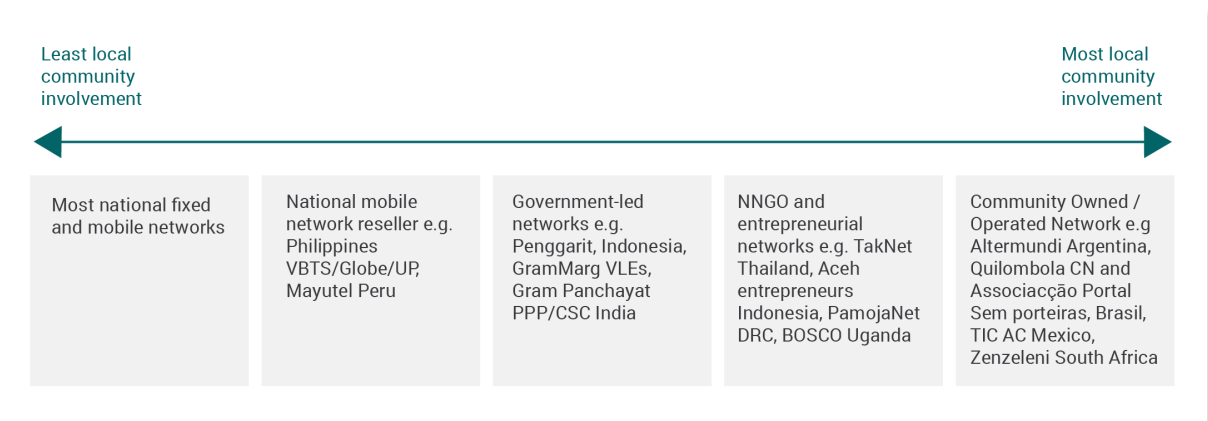 Least local
community
involvement
Most local
community
involvement
Most national fixed
and mobile networks
National mobile
network reseller e.g.
Philippines
VBTS/Globe/UP,
Mayutel Peru
Government-led
networks e.g.
Penggarit, Indonesia,
GramMarg VLEs,
Gram Panchayat
PPP/CSC India
NNGO and
entrepreneurial
networks e.g. TakNet
Thailand, Aceh
entrepreneurs
Indonesia, PamojaNet
DRC, BOSCO Uganda
Community Owned /
Operated Network e.g
Altermundi Argentina,
Quilombola CN and
Associacção Portal
Sem porteiras, Brasil,
TIC AC Mexico,
Zenzeleni South Africa